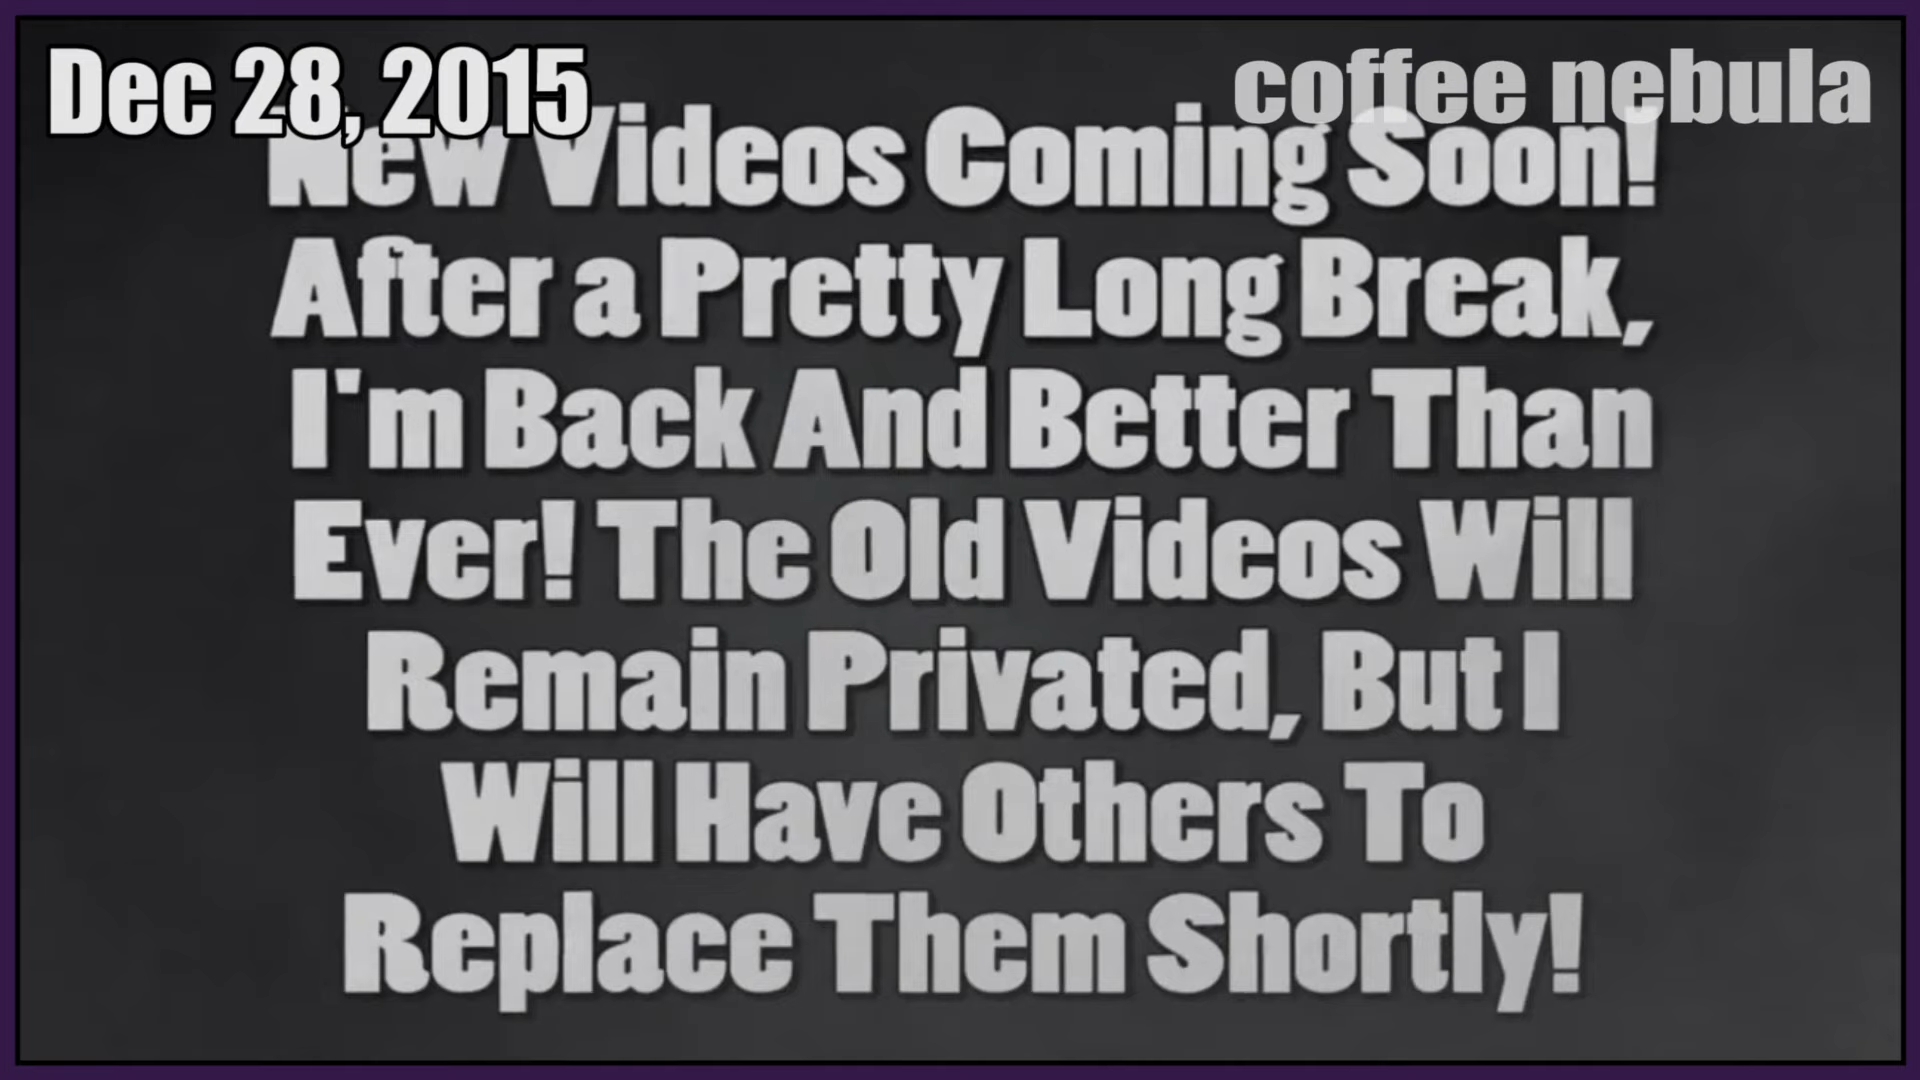 Dec 28, 2015
coffee nebula
New Videos Coming Soon!
After a Pretty Long Break,
I'm Back And Better Than
Ever! The Old Videos Will
Remain Privated, But I
Will Have Others To
Replace Them Shortly!